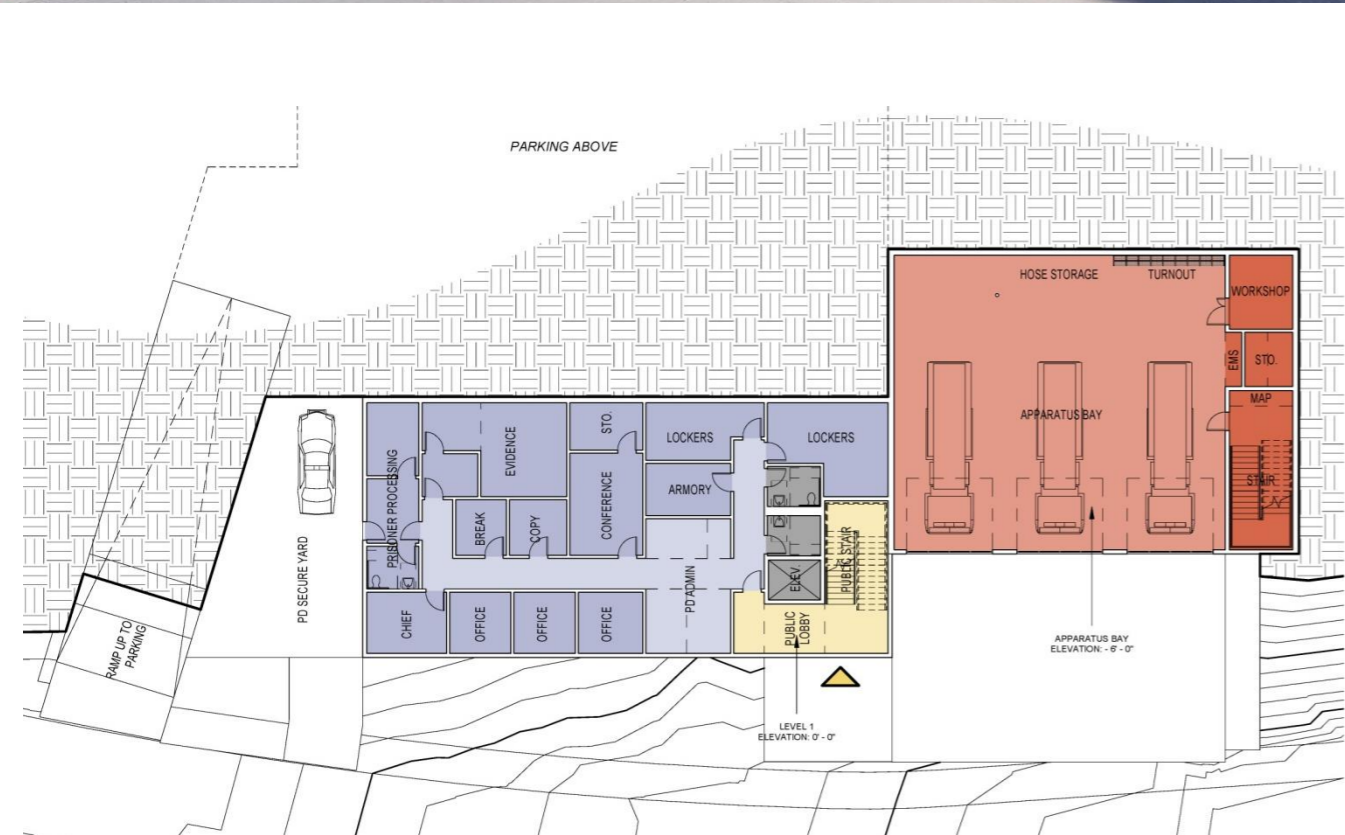 PARKING ABOVE
HOSE STORAGE
TURNOUT
WORKSHOP
EMS
STO.
MAP
APPARATUS BAY
STAIR
PRISONER PROCESSING
EVIDENCE
STO.
LOCKERS
LOCKERS
ARMORY
BREAK
COPY
CONFERENCE
PD SECURE YARD
CHIEF
OFFICE
OFFICE
OFFICE
PD ADMIN
ELEV.
PUBLIC STAIR
PUBLIC
LOBBY
RAMP UP TO
PARKING
APPARATUS BAY
ELEVATION: - 6' - 0"
LEVEL 1
ELEVATION: 0' - 0"